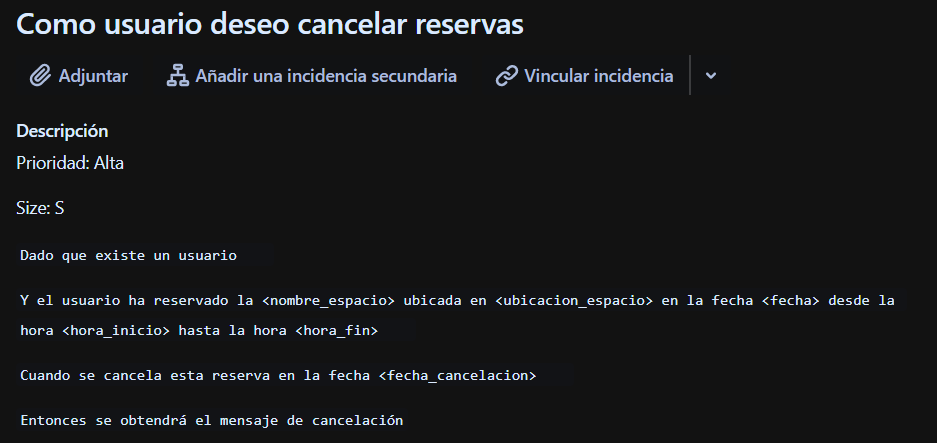 Como usuario deseo cancelar reservas
Adjuntar Añadir una incidencia secundaria Vincular incidencia
Descripción
Prioridad: Alta
Size: S
Dado que existe un usuario
Y el usuario ha reservado la <nombre_espacio> ubicada en <ubicacion_espacio> en la fecha <fecha> desde la
hora <hora_inicio> hasta la hora <hora_fin>
Cuando se cancela esta reserva en la fecha <fecha_cancelacion>
Entonces se obtendrá el mensaje de cancelación